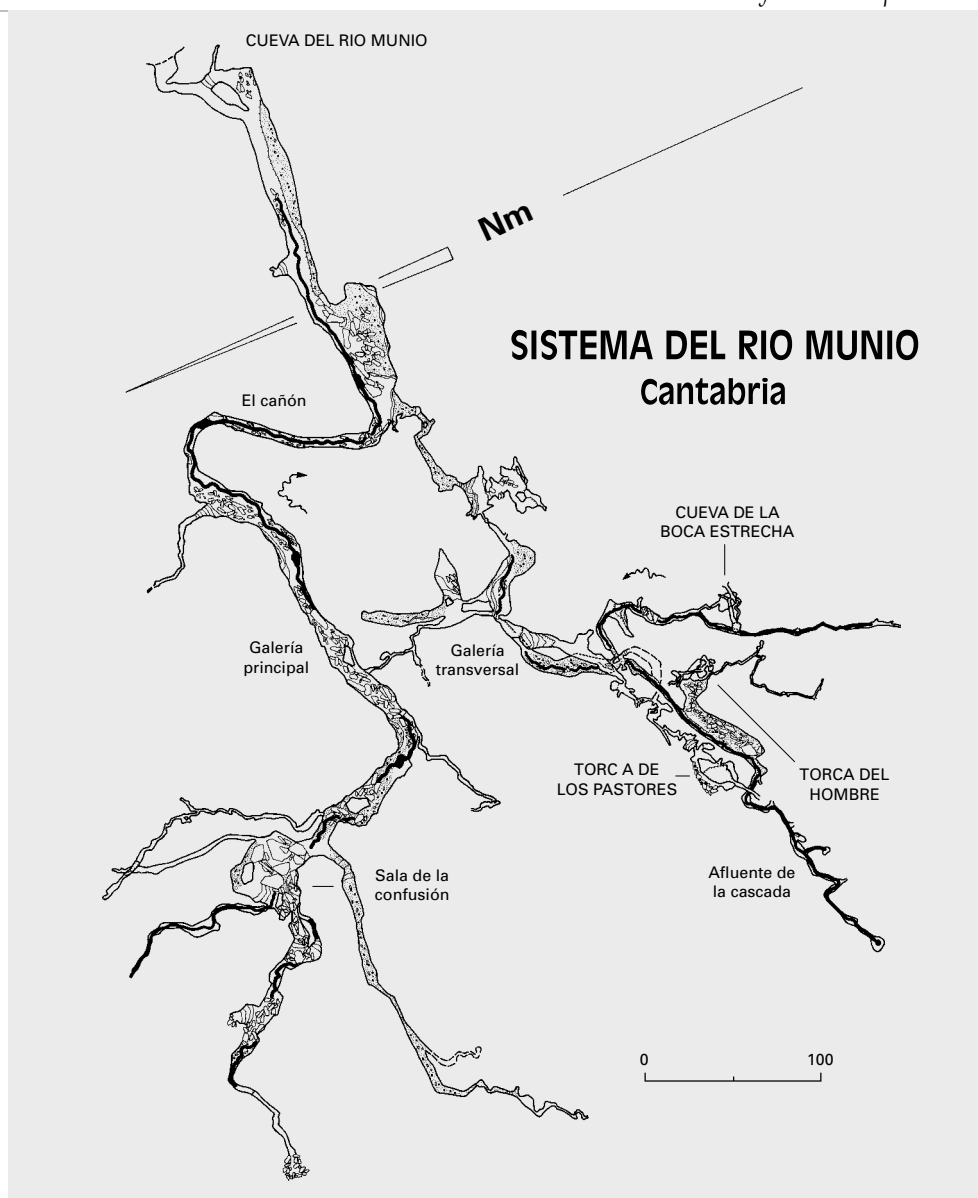 CUEVA DEL RIO MUNIO
Nm
SISTEMA DEL RIO MUNIO
Cantabria
El cañón
CUEVA DE LA
BOCA ESTRECHA
Galería
principal
Galería
transversal
TORC A DE
LOS PASTORES
TORCA DEL
HOMBRE
Sala de la
confusión
Afluente de
la cascada
0 100